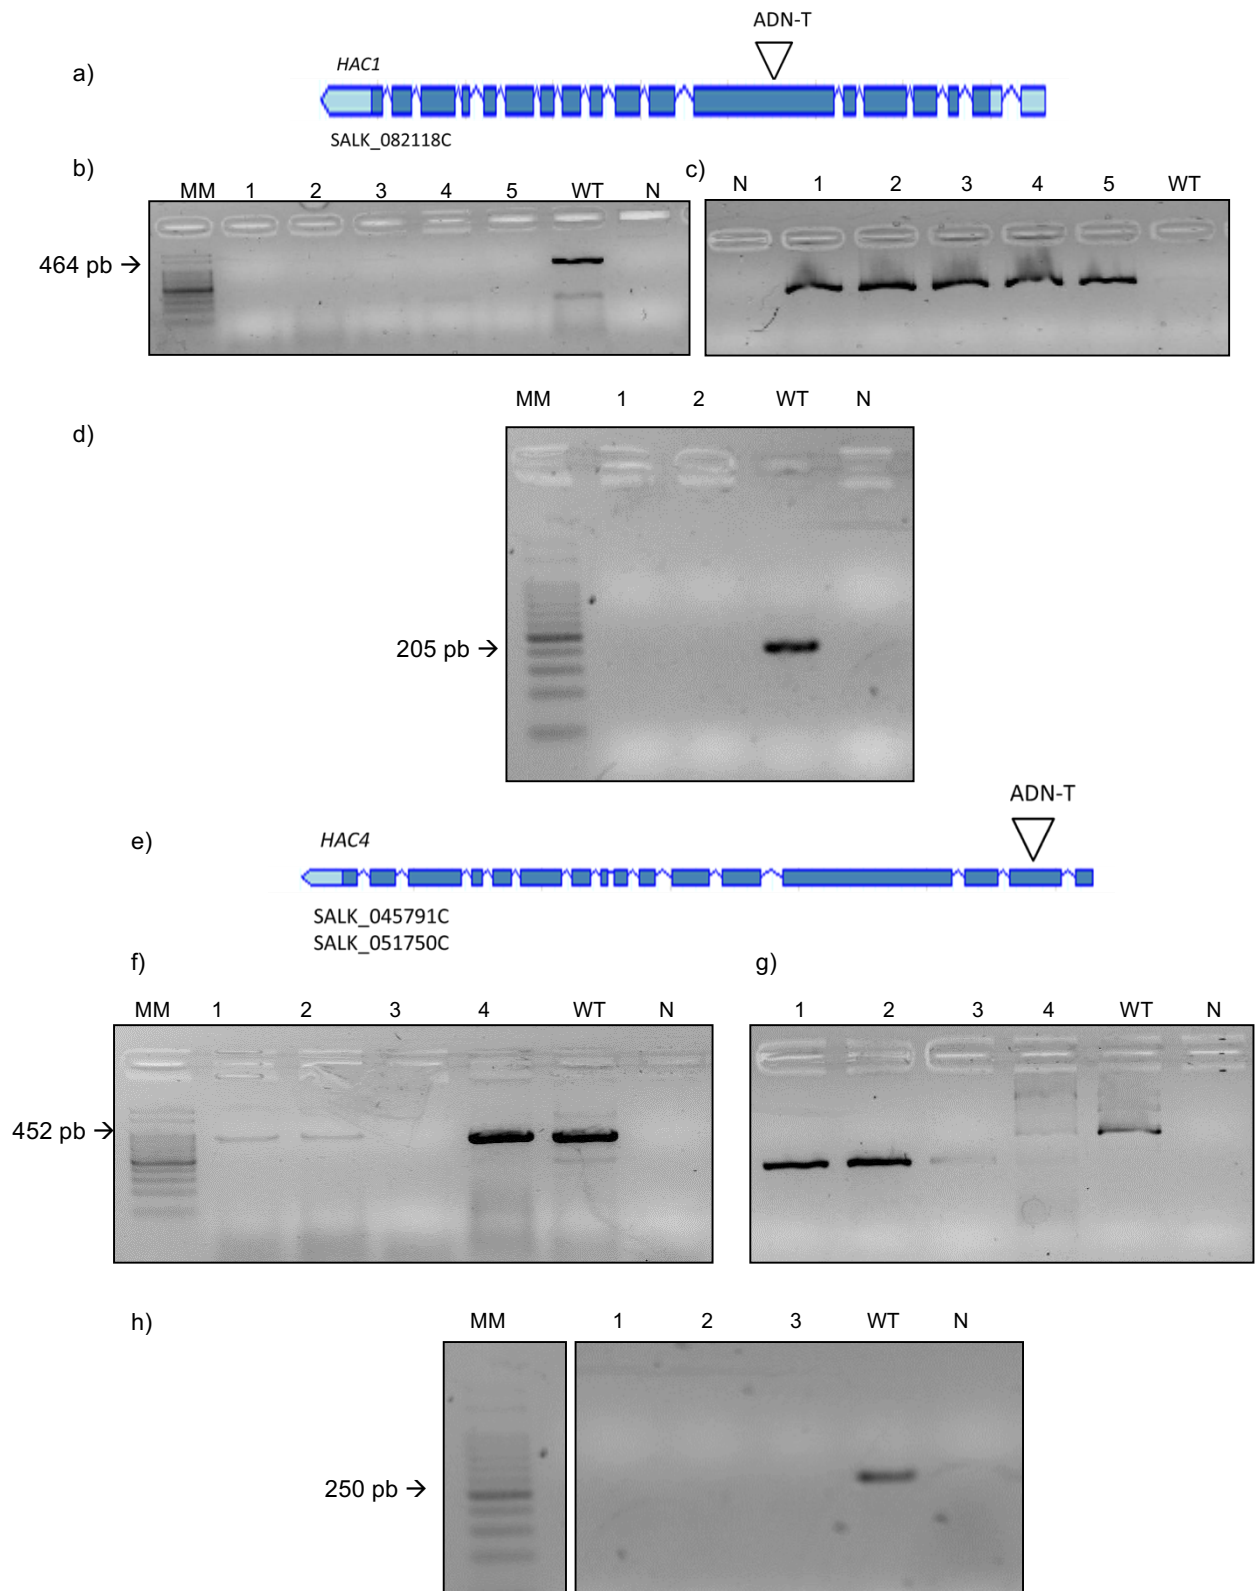 ADN-T
a)
HAC1
SALK_082118C
b)
MM 1 2 3 4 5 WT N
464 pb →
c)
N 1 2 3 4 5 WT
d)
MM 1 2 WT N
205 pb →
ADN-T
e)
HAC4
SALK_045791C
SALK_051750C
f)
MM 1 2 3 4 WT N
452 pb →
g)
1 2 3 4 WT N
h)
MM 1 2 3 WT N
250 pb →